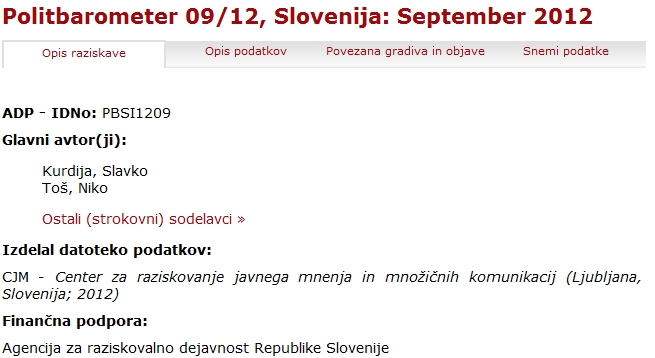 Politbarometer 09/12, Slovenija: September 2012
Opis raziskave Opis podatkov Povezana gradiva in objave Snemi podatke
ADP - IDNo: PBSI1209
Glavni avtor(ji):
Kurdija, Slavko
Toš, Niko
Ostali (strokovni) sodelavci »
Izdelal datoteko podatkov:
CJM - Center za raziskovanje javnega mnenja in množičnih komunikacij (Ljubljana,
Slovenija; 2012)
Finančna podpora:
Agencija za raziskovalno dejavnost Republike Slovenije